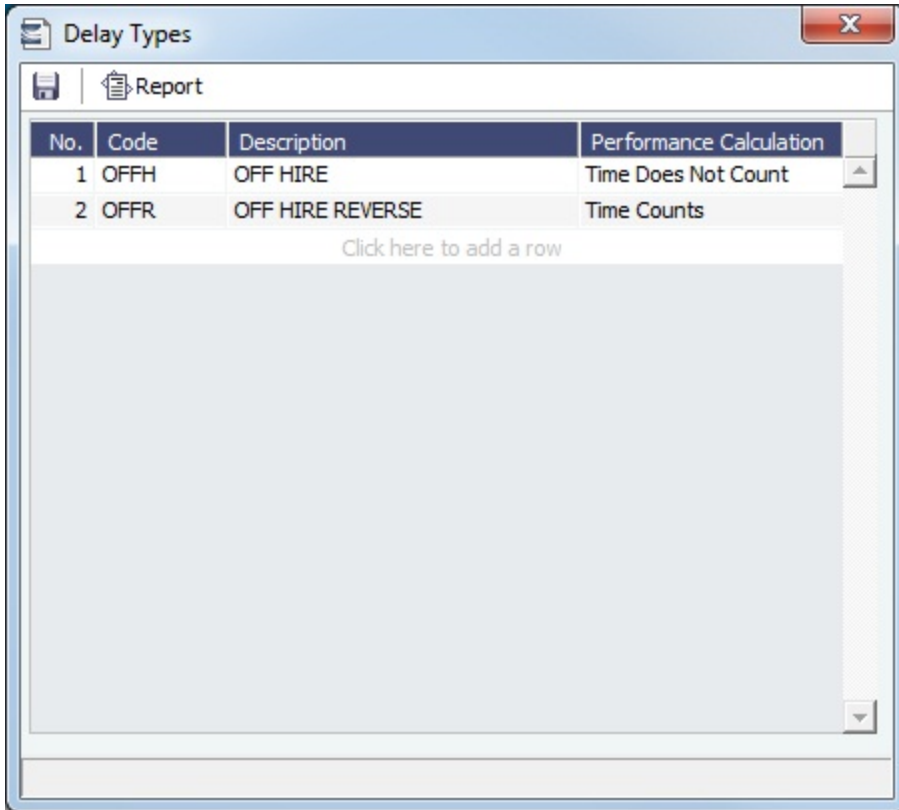 Delay Types
Report
No. Code Description Performance Calculation
1 OFFH OFF HIRE Time Does Not Count
2 OFFR OFF HIRE REVERSE Time Counts
Click here to add a row